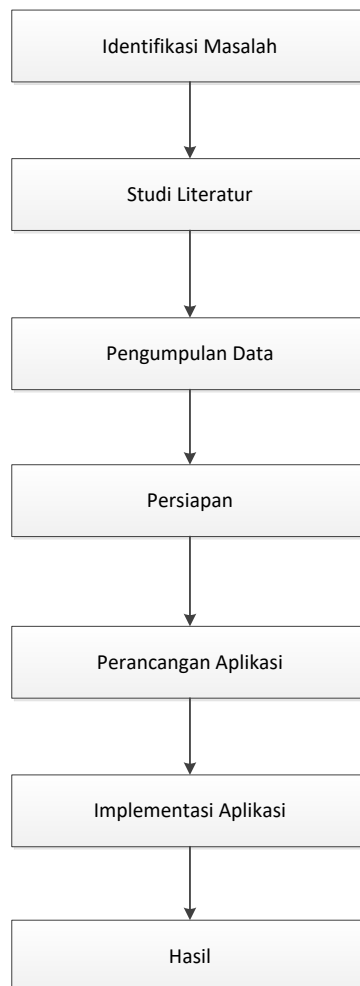 Identifikasi Masalah
Studi Literatur
Pengumpulan Data
Persiapan
Perancangan Aplikasi
Implementasi Aplikasi
Hasil